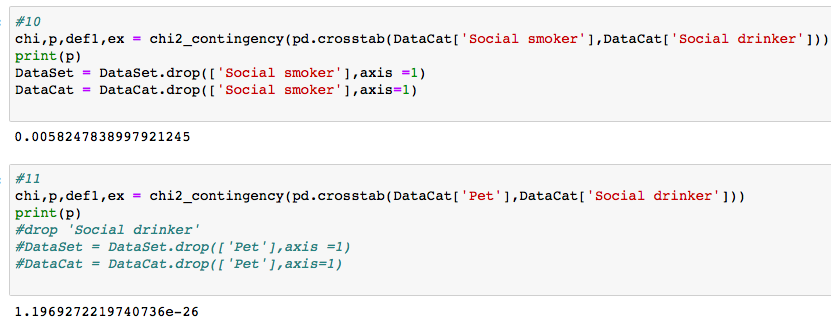 #10
chi,p,def1,ex = chi2_contingency(pd.crosstab(DataCat['Social smoker'],DataCat['Social drinker']))
print(p)
DataSet = DataSet.drop(['Social smoker'],axis =1)
DataCat = DataCat.drop(['Social smoker'],axis=1)
0.0058247838997921245
#11
chi,p,def1,ex = chi2_contingency(pd.crosstab(DataCat['Pet'],DataCat['Social drinker']))
print(p)
#drop 'Social drinker'
#DataSet = DataSet.drop(['Pet'],axis =1)
#DataCat = DataCat.drop(['Pet'],axis=1)
1.1969272219740736e-26